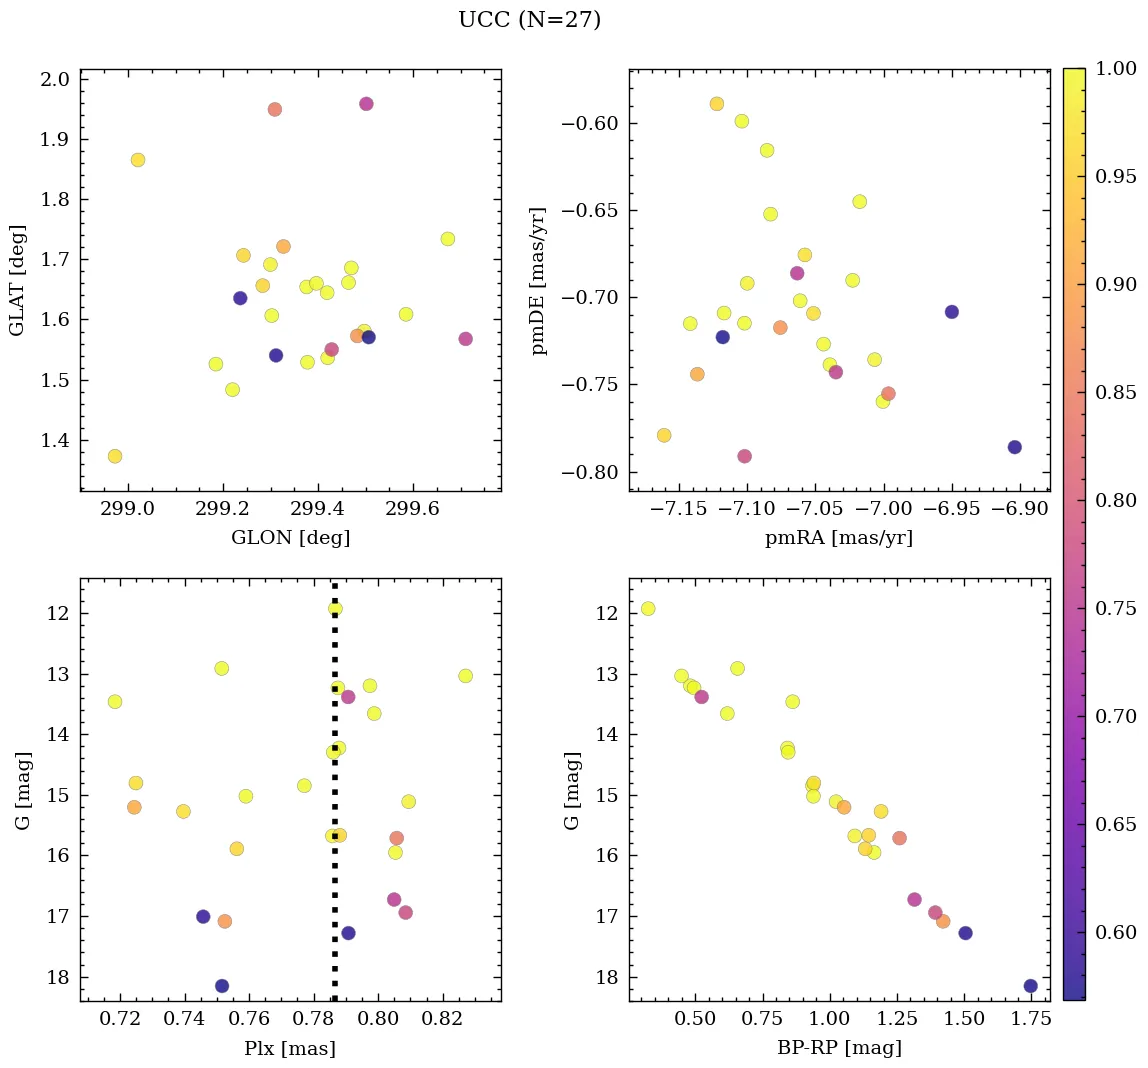 UCC (N=27)
2.0
1.9
1.8
1.7
1.6
1.5
1.4
299.0 299.2 299.4 299.6
GLON [deg]
GLAT [deg]
−0.60
−0.65
−0.70
−0.75
−0.80
−7.15 −7.10 −7.05 −7.00 −6.95 −6.90
pmRA [mas/yr]
pmDE [mas/yr]
12
13
14
15
16
17
18
0.72 0.74 0.76 0.78 0.80 0.82
Plx [mas]
G [mag]
12
13
14
15
16
17
18
0.50 0.75 1.00 1.25 1.50 1.75
BP-RP [mag]
G [mag]
1.00
0.95
0.90
0.85
0.80
0.75
0.70
0.65
0.60